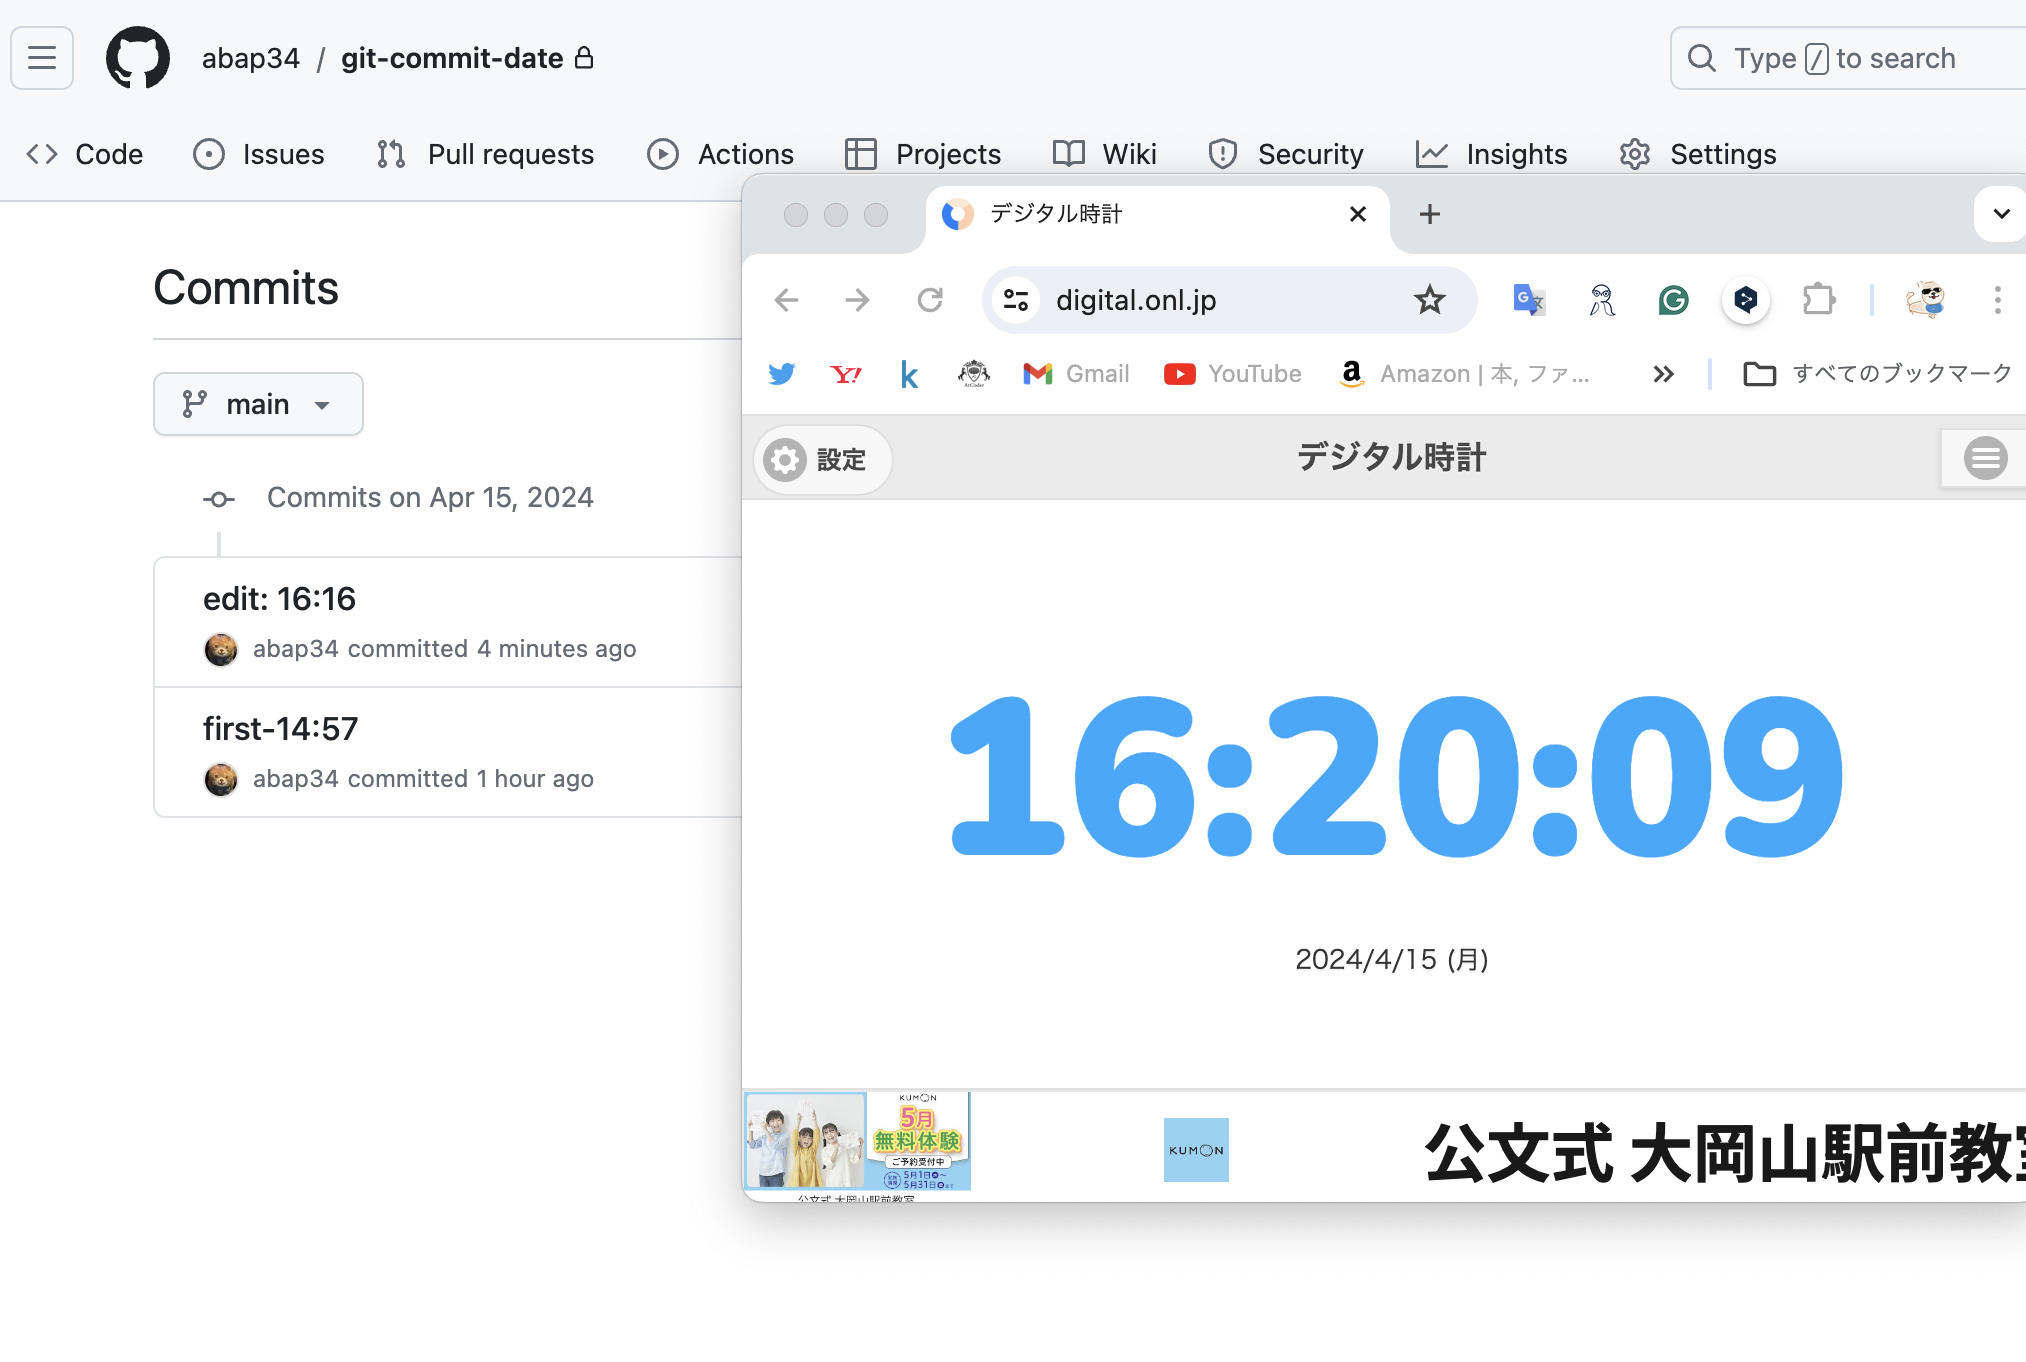 abap34 / git-commit-date
Type / to search
Code Issues Pull requests Actions Projects Wiki Security Insights Settings
Commits
main
Commits on Apr 15, 2024
edit: 16:16
abap34 committed 4 minutes ago
first-14:57
abap34 committed 1 hour ago
デジタル時計
digital.onl.jp
Gmail YouTube Amazon | 本, ファ... すべてのブックマーク
設定 デジタル時計
16:20:09
2024/4/15 (月)
KUMON
5月
無料体験
ご予約受付中
5月1日
5月31日
公文式 大岡山駅前教室
KUMON
公文式 大岡山駅前教